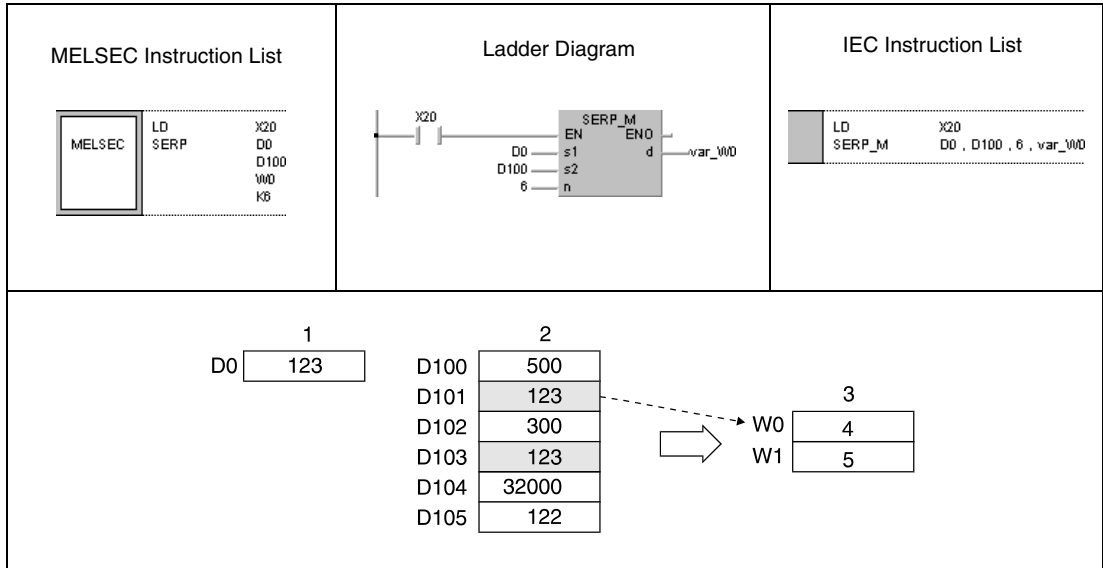 MELSEC Instruction List
MELSEC
LD X20
SERP D0
D100
W0
K6
Ladder Diagram
X20
SERP_M
EN ENO
D0 s1 d var_W0
D100 s2
6 n
IEC Instruction List
LD X20
SERP_M D0 , D100 , 6 , var_W0
1
D0 123
2
D100 500
D101 123
D102 300
D103 123
D104 32000
D105 122
3
W0 4
W1 5